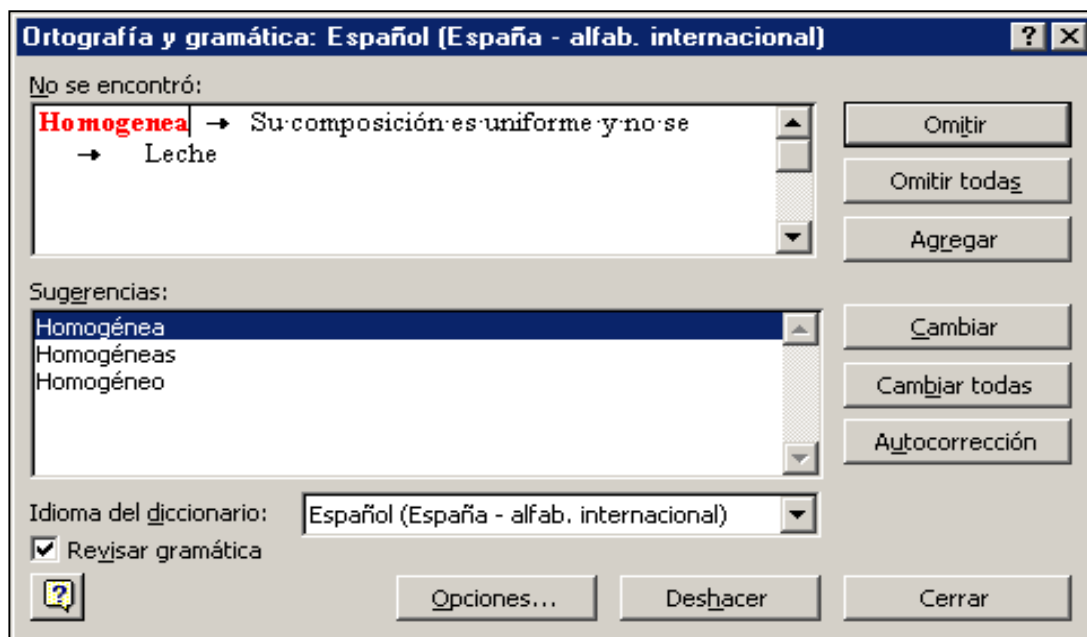 Ortografía y gramática: Español (España - alfab. internacional)
No se encontró:
Homogenea → Su·composición·es·uniforme·y·no·se
→ Leche
Omitir
Omitir todas
Agregar
Sugerencias:
Homogénea
Homogéneas
Homogéneo
Cambiar
Cambiar todas
Autocorrección
Idioma del diccionario:
Español (España - alfab. internacional)
Revisar gramática
Opciones...
Deshacer
Cerrar